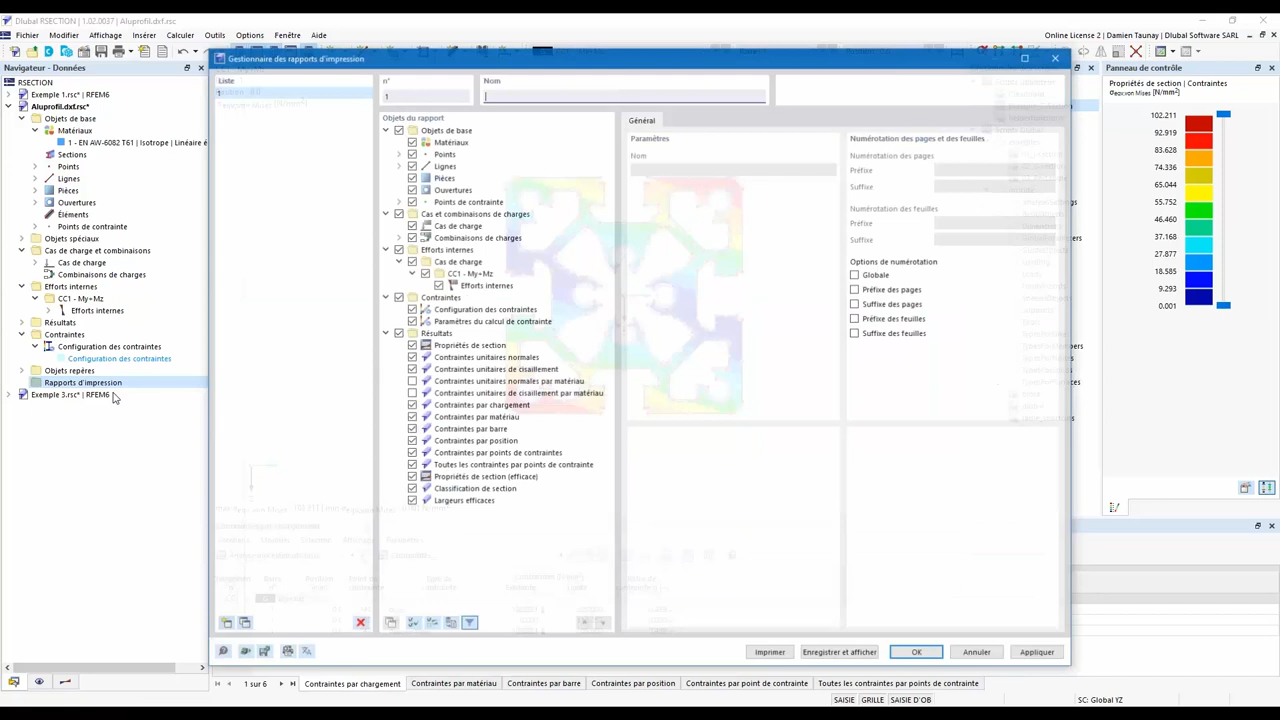 Dlubal RSECTION | 1.02.0037 | Aluprofil.dxf.rsc*
Fichier Modifier Affichage Insérer Calculer Outils Options Fenêtre Aide
Online License 2 | Damien Taunay | Dlubal Software SARL
Navigateur - Données
RSECTION
Exemple 1.rsc* | RFEM6
Aluprofil.dxf.rsc*
Objets de base
Matériaux
1 - EN AW-6082 T61 | Isotrope | Linéaire é
Sections
Points
Lignes
Pièces
Ouvertures
Éléments
Points de contrainte
Objets spéciaux
Cas de charge et combinaisons
Cas de charge
Combinaisons de charges
Efforts internes
CC1 - My+Mz
Efforts internes
Résultats
Contraintes
Configuration des contraintes
Configuration des contraintes
Objets repères
Rapports d'impression
Exemple 3.rsc* | RFEM6
Gestionnaire des rapports d'impression
Liste
1
n°
1
Nom
Objets du rapport
Objets de base
Matériaux
Points
Lignes
Pièces
Ouvertures
Points de contrainte
Cas et combinaisons de charges
Cas de charge
Combinaisons de charges
Efforts internes
Cas de charge
CC1 - My+Mz
Efforts internes
Contraintes
Configuration des contraintes
Paramètres du calcul de contrainte
Résultats
Propriétés de section
Contraintes unitaires normales
Contraintes unitaires de cisaillement
Contraintes unitaires normales par matériau
Contraintes unitaires de cisaillement par matériau
Contraintes par chargement
Contraintes par matériau
Contraintes par barre
Contraintes par position
Contraintes par points de contraintes
Toutes les contraintes par points de contrainte
Propriétés de section (efficace)
Classification de section
Largeurs efficaces
Général
Paramètres
Nom
Numérotation des pages et des feuilles
Numérotation des pages
Préfixe
Suffixe
Numérotation des feuilles
Préfixe
Suffixe
Options de numérotation
Globale
Préfixe des pages
Suffixe des pages
Préfixe des feuilles
Suffixe des feuilles
Imprimer
Enregistrer et afficher
OK
Annuler
Appliquer
Panneau de contrôle
Propriétés de section | Contraintes
σeqv,von Mises [N/mm²]
102.211
92.919
83.628
74.336
65.044
55.752
46.460
37.168
27.877
18.585
9.293
0.001
1 sur 6
Contraintes par chargement
Contraintes par matériau
Contraintes par barre
Contraintes par position
Contraintes par point de contrainte
Toutes les contraintes par points de contrainte
SAISIE GRILLE SAISIE D'OB
SC: Global YZ